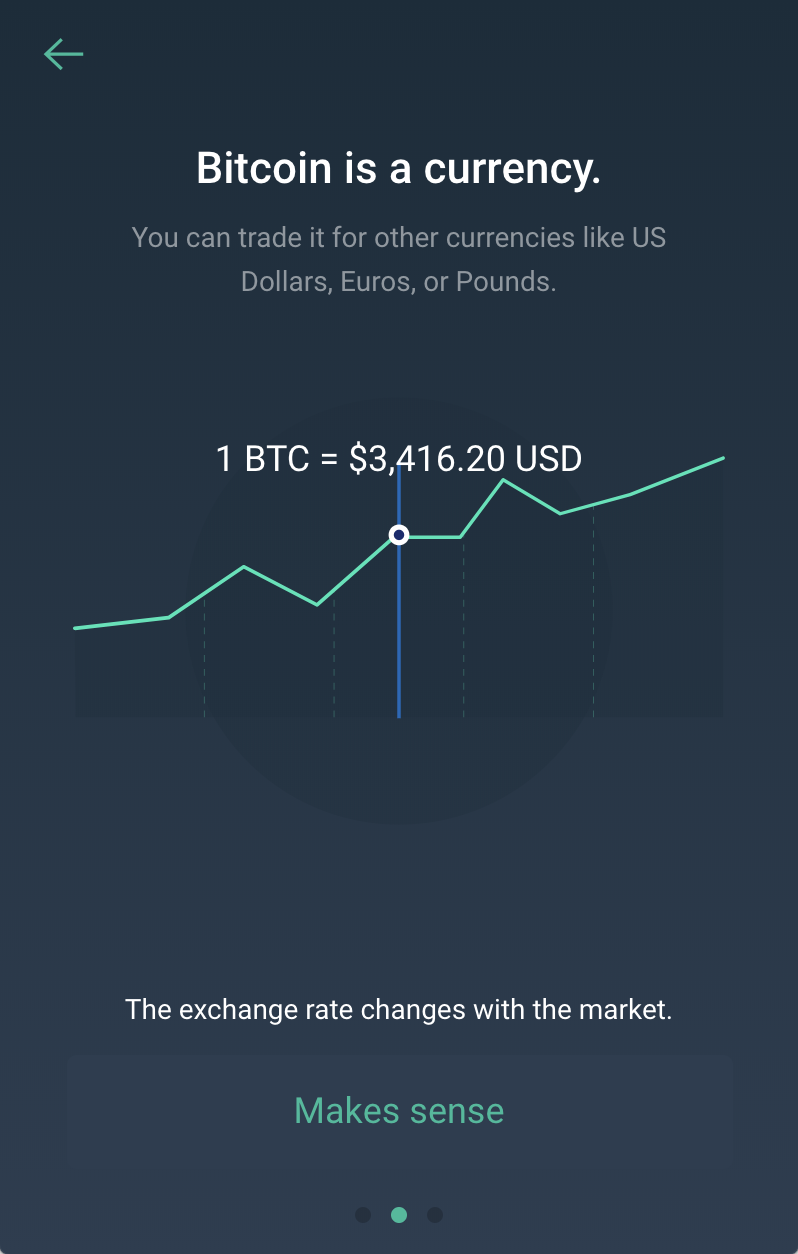 Bitcoin is a currency.
You can trade it for other currencies like US
Dollars, Euros, or Pounds.
1 BTC = $3,416.20 USD
The exchange rate changes with the market.
Makes sense